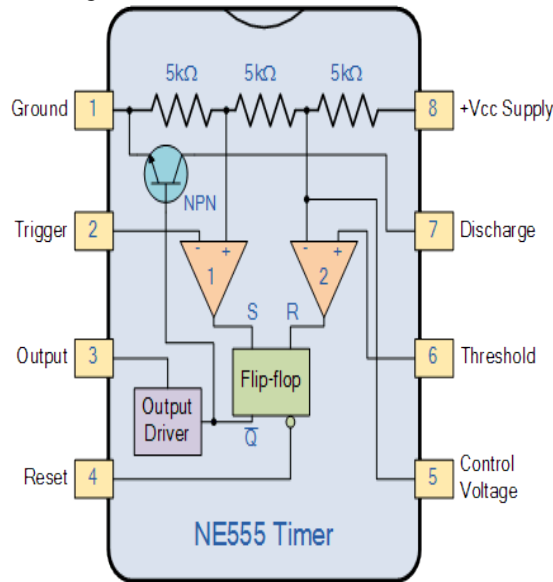 5kΩ 5kΩ 5kΩ
Ground 1 8 +Vcc Supply
NPN
Trigger 2 - + - + 7 Discharge
1 2
S R
Output 3 6 Threshold
Flip-flop
Output
Driver
Q̅
Reset 4 5 Control
Voltage
NE555 Timer